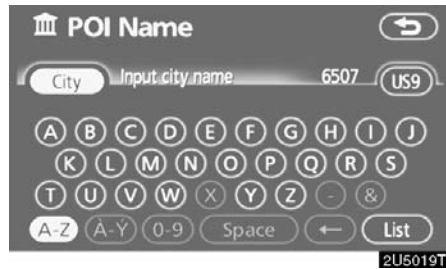 POI Name
City Input city name 6507 US9
A B C D E F G H I J
K L M N O P Q R S
T U V W X Y Z - &
A-Z À-Ý 0-9 Space ← List
2U5019T